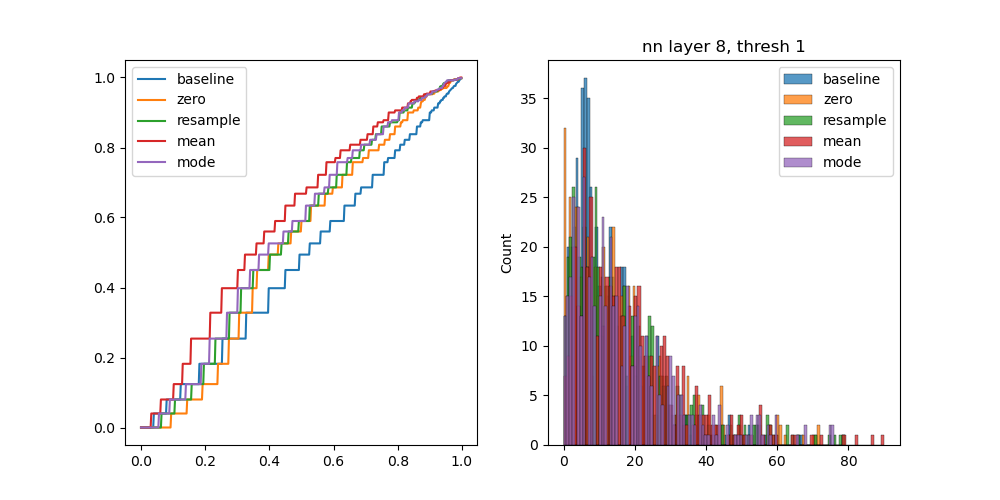 baseline
zero
resample
mean
mode
1.0
0.8
0.6
0.4
0.2
0.0
0.0 0.2 0.4 0.6 0.8 1.0
nn layer 8, thresh 1
baseline
zero
resample
mean
mode
Count
35
30
25
20
15
10
5
0
0 20 40 60 80